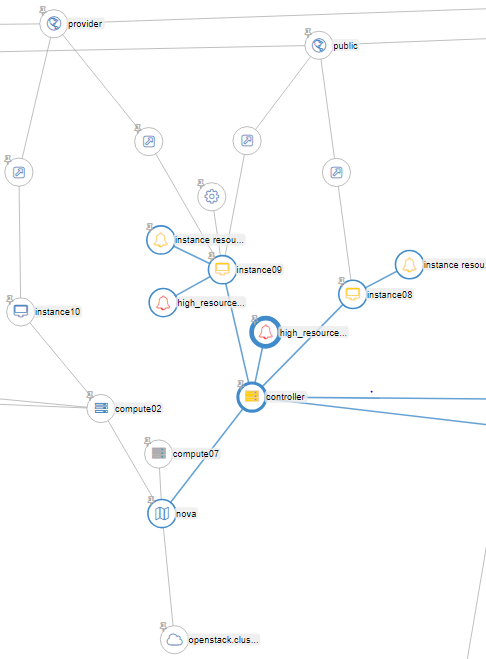 provider
public
instance resou...
instance09
instance resou
high_resource...
instance08
instance10
high_resource...
controller
compute02
compute07
nova
openstack.clus...